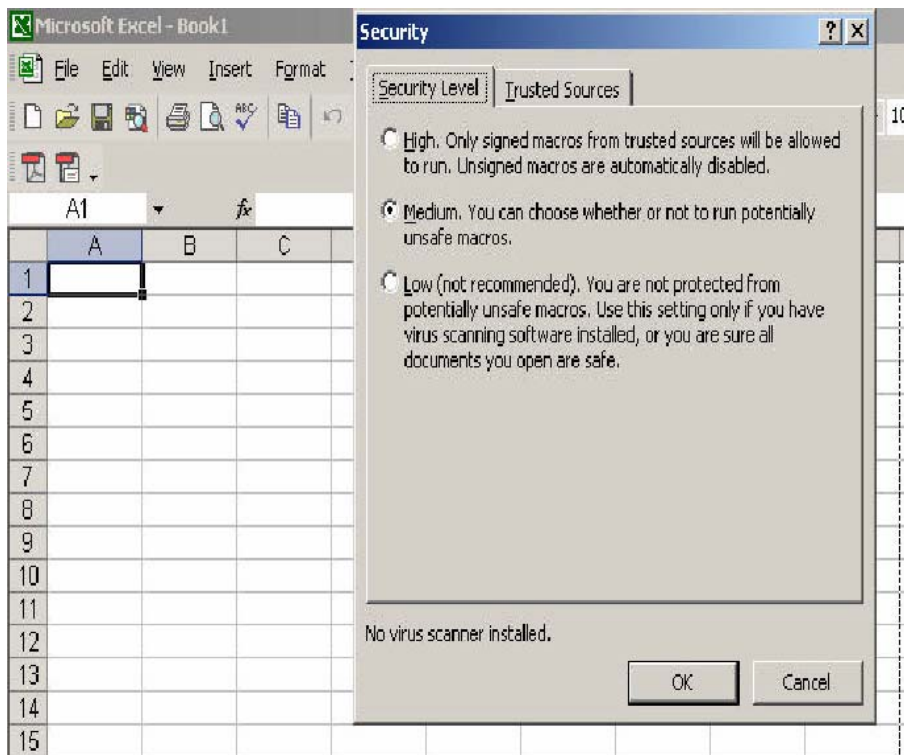 Microsoft Excel - Book1
File Edit View Insert Format
ABC
10
A1 fx
A B C
1
2
3
4
5
6
7
8
9
10
11
12
13
14
15
Security
Security Level Trusted Sources
High. Only signed macros from trusted sources will be allowed
to run. Unsigned macros are automatically disabled.
Medium. You can choose whether or not to run potentially
unsafe macros.
Low (not recommended). You are not protected from
potentially unsafe macros. Use this setting only if you have
virus scanning software installed, or you are sure all
documents you open are safe.
No virus scanner installed.
OK Cancel